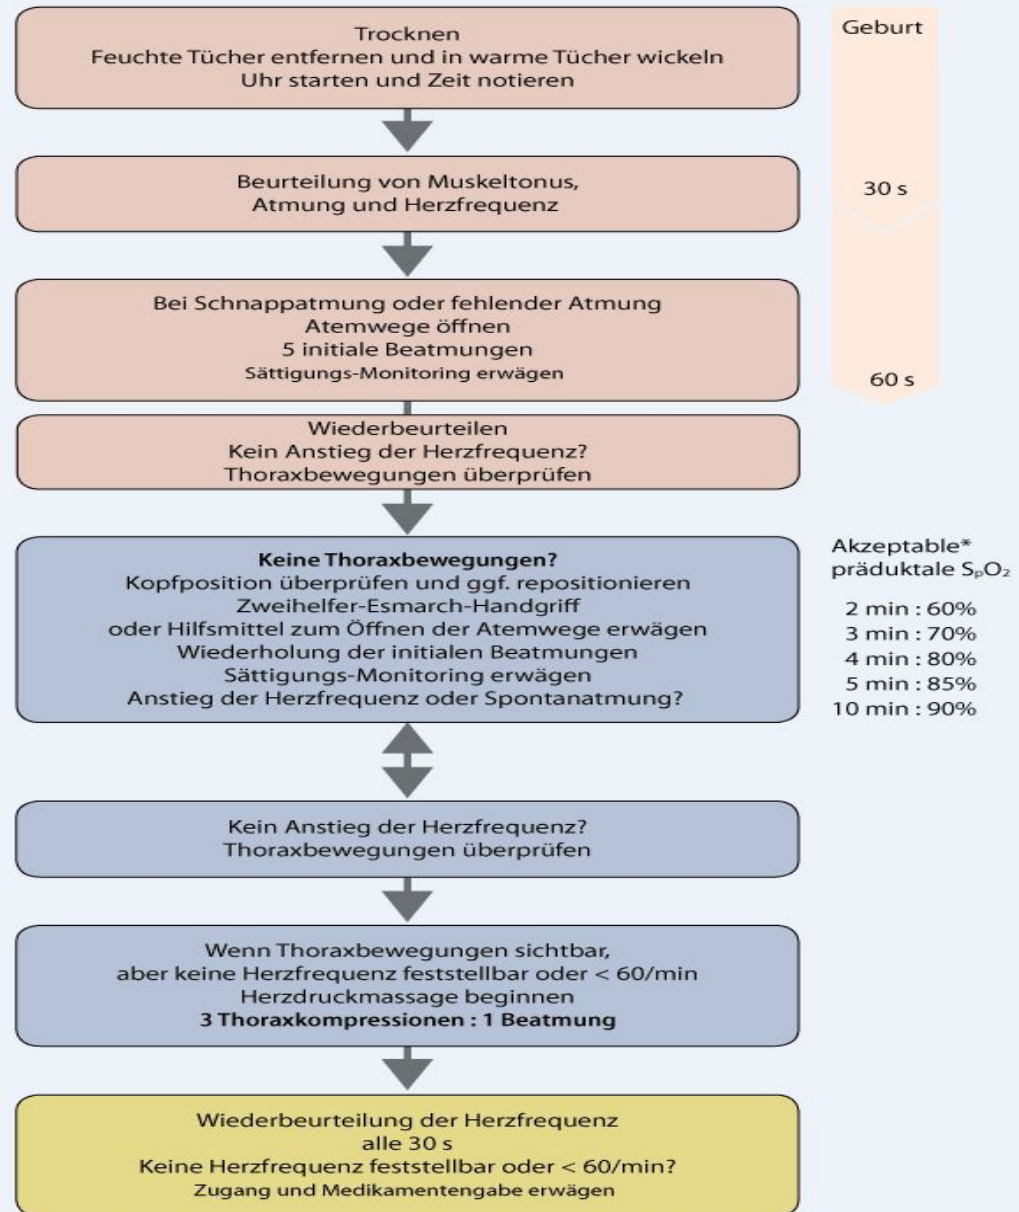 Trocknen
Feuchte Tücher entfernen und in warme Tücher wickeln
Uhr starten und Zeit notieren
Geburt
Beurteilung von Muskeltonus,
Atmung und Herzfrequenz
30 s
Bei Schnappatmung oder fehlender Atmung
Atemwege öffnen
5 initiale Beatmungen
Sättigungs-Monitoring erwägen
60 s
Wiederbeurteilen
Kein Anstieg der Herzfrequenz?
Thoraxbewegungen überprüfen
Keine Thoraxbewegungen?
Kopfposition überprüfen und ggf. repositionieren
Zweihelfer-Esmarch-Handgriff
oder Hilfsmittel zum Öffnen der Atemwege erwägen
Wiederholung der initialen Beatmungen
Sättigungs-Monitoring erwägen
Anstieg der Herzfrequenz oder Spontanatmung?
Akzeptable*
präduktale SpO₂
2 min : 60%
3 min : 70%
4 min : 80%
5 min : 85%
10 min : 90%
Kein Anstieg der Herzfrequenz?
Thoraxbewegungen überprüfen
Wenn Thoraxbewegungen sichtbar,
aber keine Herzfrequenz feststellbar oder < 60/min
Herzdruckmassage beginnen
3 Thoraxkompressionen : 1 Beatmung
Wiederbeurteilung der Herzfrequenz
alle 30 s
Keine Herzfrequenz feststellbar oder < 60/min?
Zugang und Medikamentengabe erwägen